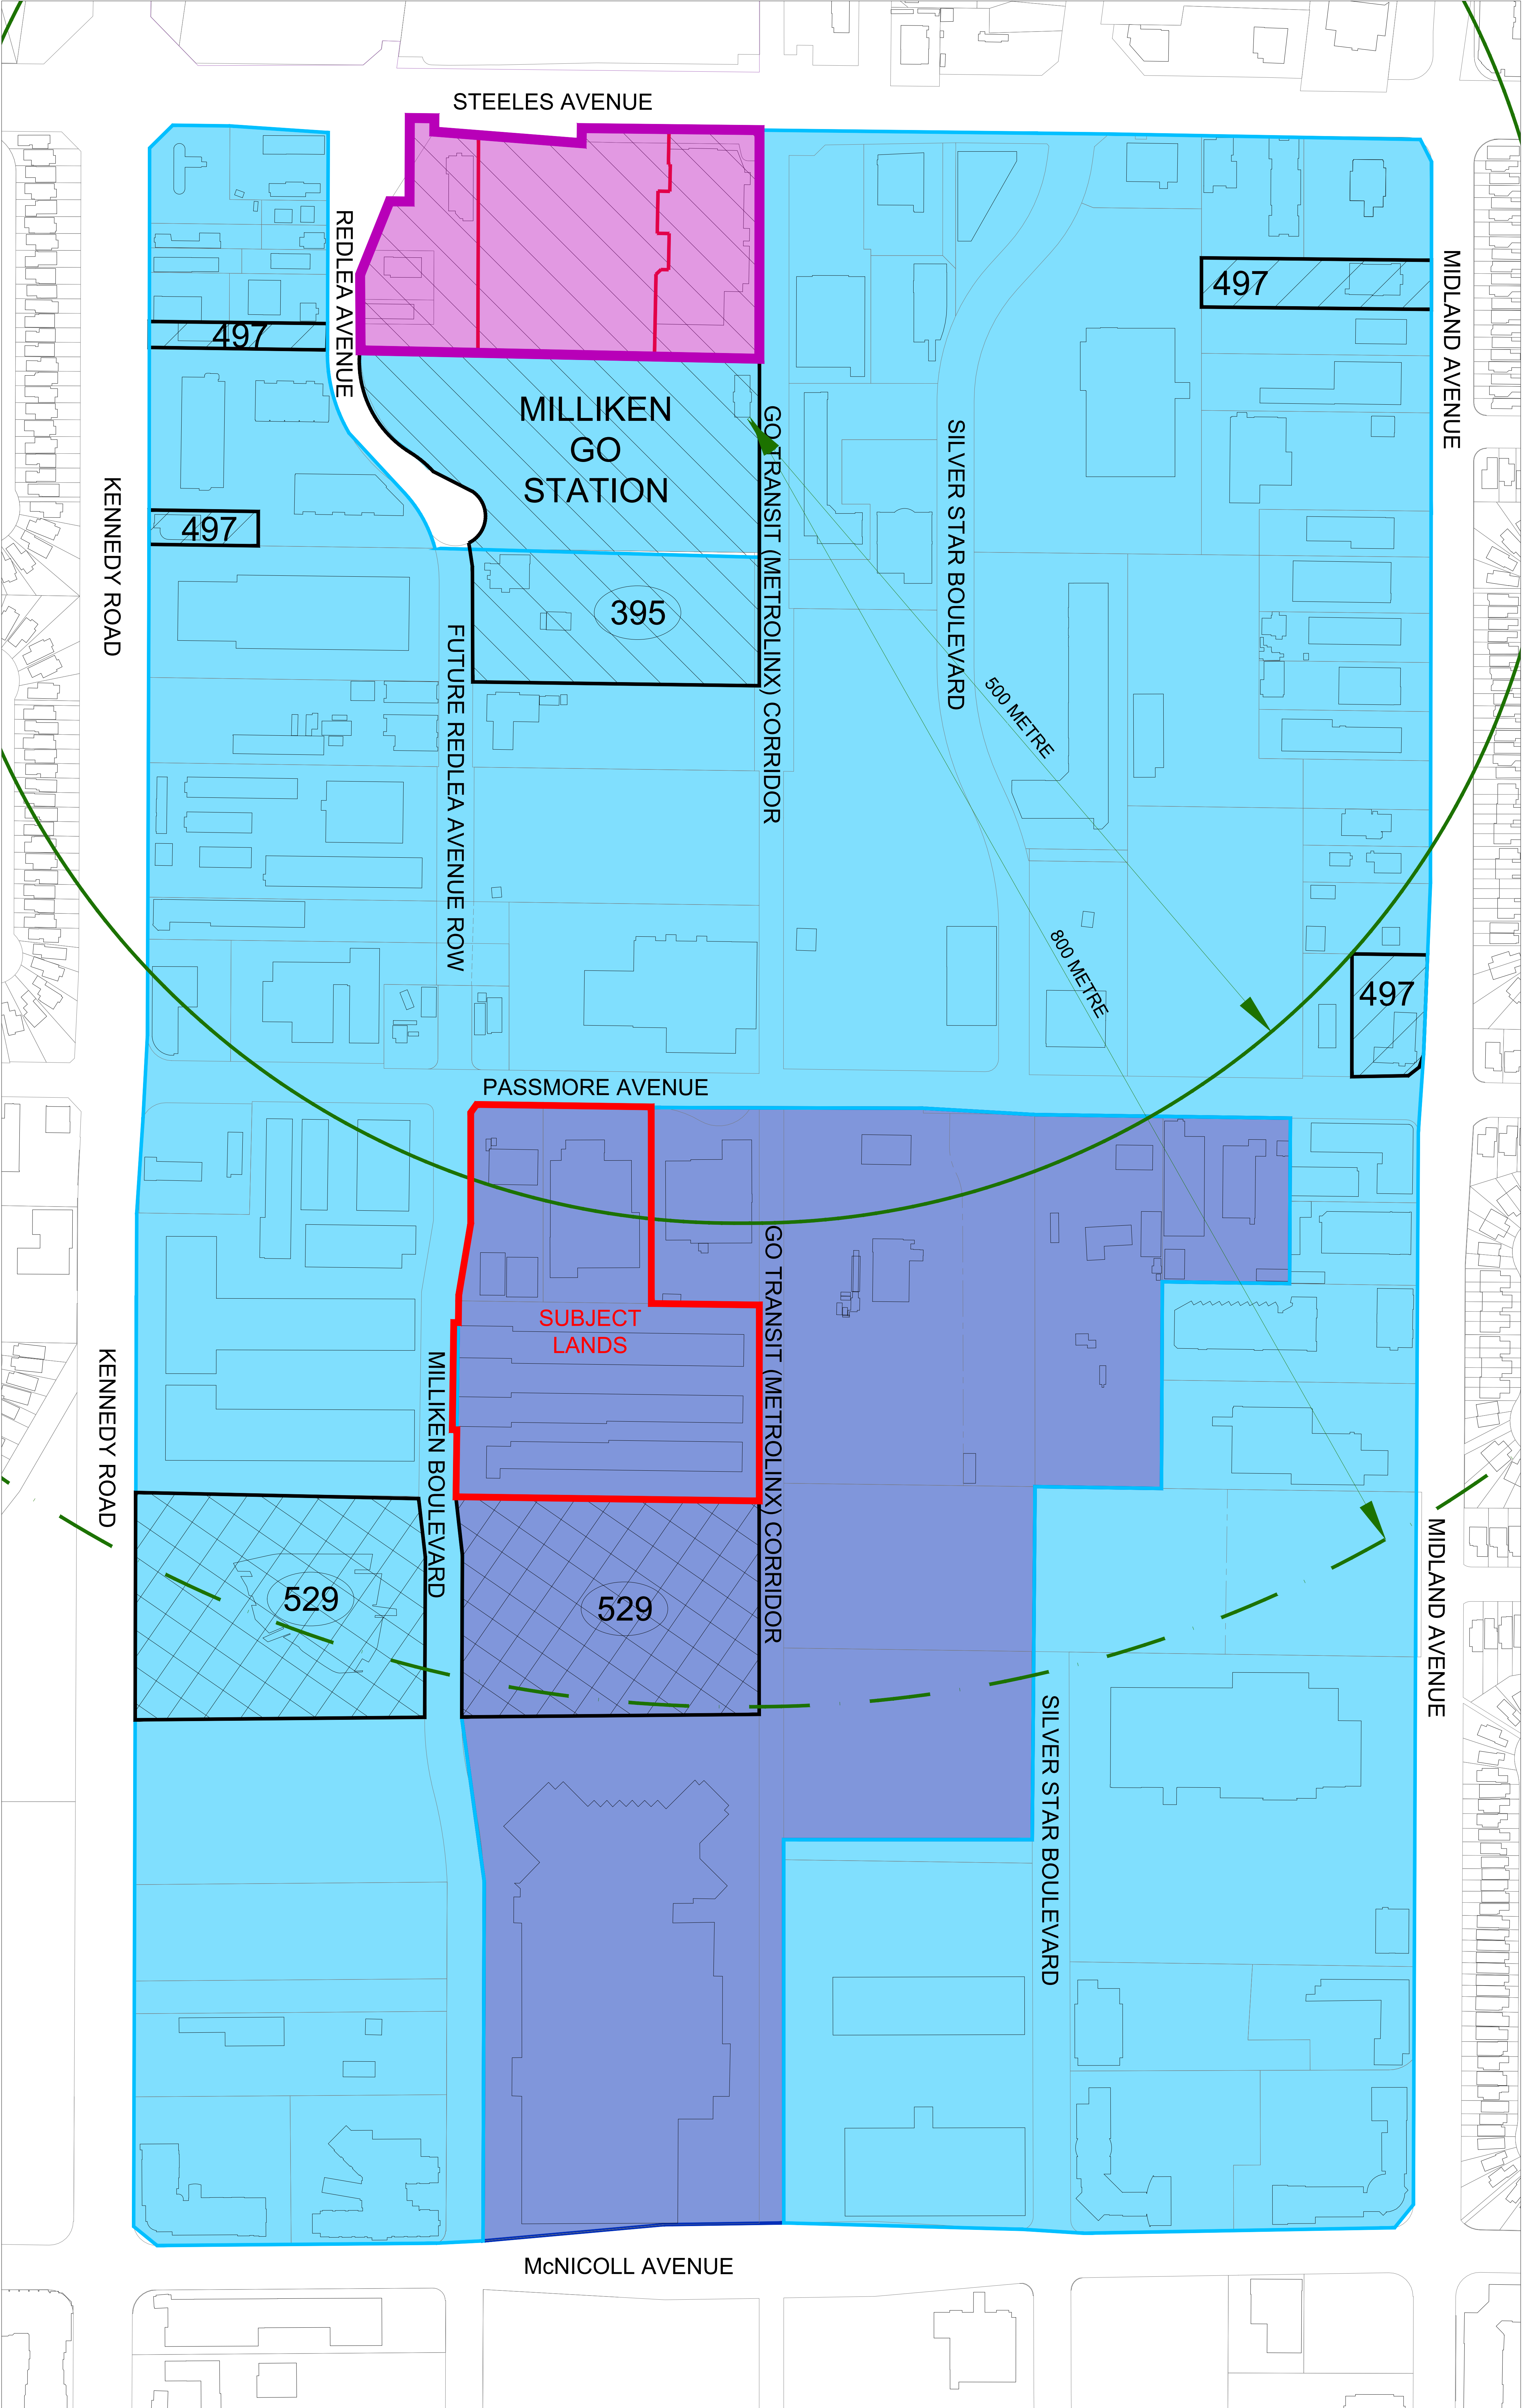 STEELES AVENUE
REDLEA AVENUE
497
MIDLAND AVENUE
497
MILLIKEN
GO
STATION
GO TRANSIT (METROLINX) CORRIDOR
SILVER STAR BOULEVARD
KENNEDY ROAD
497
395
FUTURE REDLEA AVENUE ROW
500 METRE
800 METRE
497
PASSMORE AVENUE
SUBJECT
LANDS
GO TRANSIT (METROLINX) CORRIDOR
KENNEDY ROAD
MILLIKEN BOULEVARD
MIDLAND AVENUE
529
529
SILVER STAR BOULEVARD
McNICOLL AVENUE